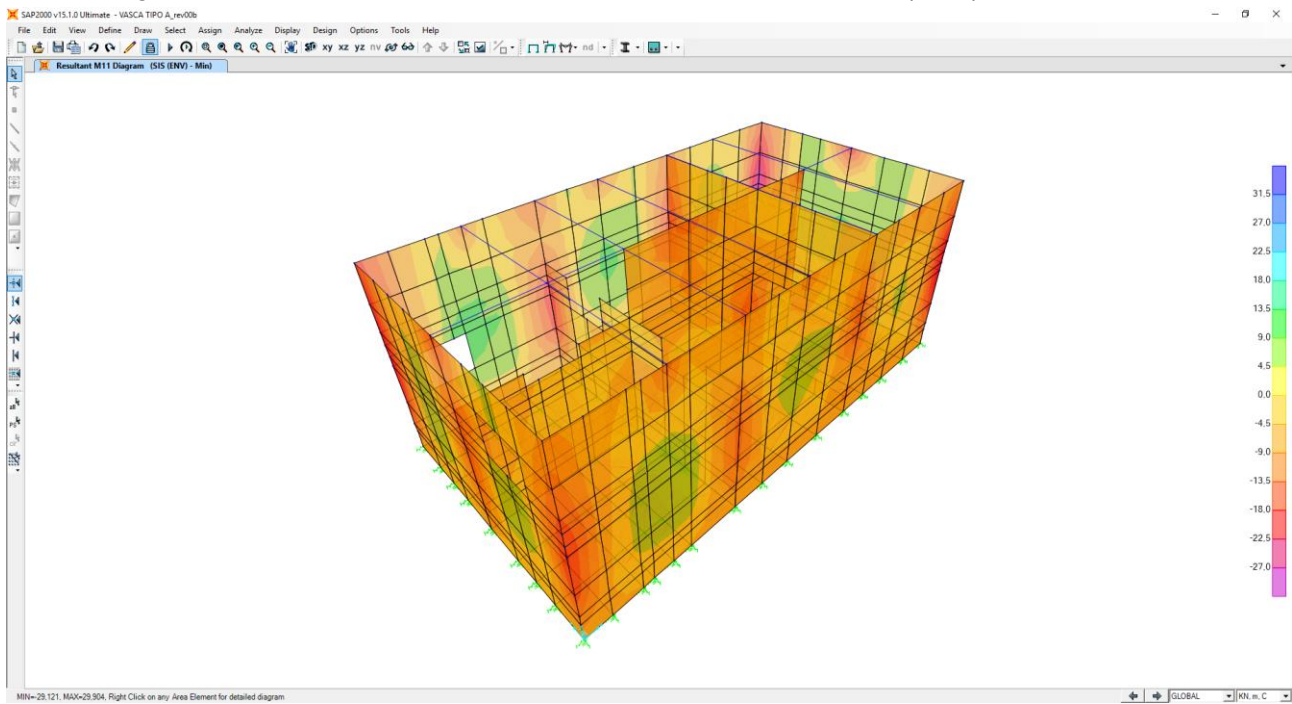 SAP2000 v15.1.0 Ultimate - VASCA TIPO A_rev00b
File Edit View Define Draw Select Assign Analyze Display Design Options Tools Help
xy xz yz nv nd
Resultant M11 Diagram (SIS (ENV) - Min)
31.5
27.0
22.5
18.0
13.5
9.0
4.5
0.0
-4.5
-9.0
-13.5
-18.0
-22.5
-27.0
MIN=-29.121, MAX=29.904, Right Click on any Area Element for detailed diagram
GLOBAL KN, m, C